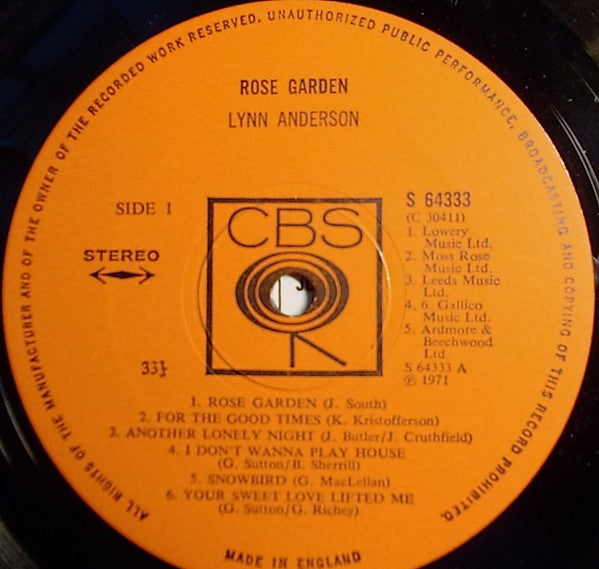 ALL RIGHTS OF THE MANUFACTURER AND OF THE OWNER OF THE RECORDED WORK RESERVED. UNAUTHORIZED PUBLIC PERFORMANCE, BROADCASTING AND COPYING OF THIS RECORD PROHIBITED.
ROSE GARDEN
LYNN ANDERSON
SIDE 1
STEREO
33⅓
CBS
S 64333
(C 30411)
1. Lowery
Music Ltd.
2. Moss Rose
Music Ltd.
3. Leeds Music
Ltd.
4, 6. Gallico
Music Ltd.
5. Ardmore &
Beechwood
Ltd.
S 64333 A
℗ 1971
1. ROSE GARDEN (J. South)
2. FOR THE GOOD TIMES (K. Kristofferson)
3. ANOTHER LONELY NIGHT (J. Butler/J. Cruthfield)
4. I DON'T WANNA PLAY HOUSE
(G. Sutton/B. Sherrill)
5. SNOWBIRD (G. MacLellan)
6. YOUR SWEET LOVE LIFTED ME
(G. Sutton/G. Richey)
MADE IN ENGLAND